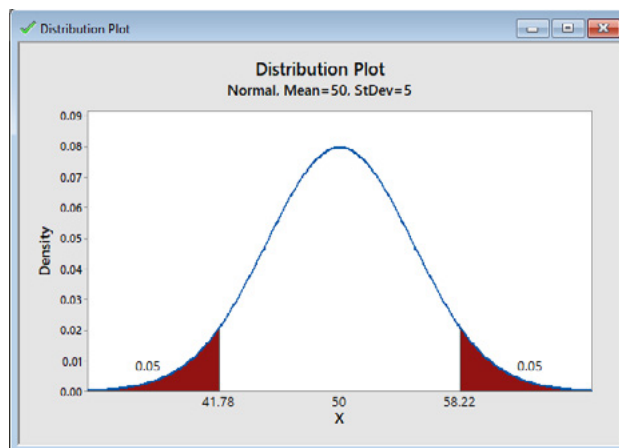 Distribution Plot
Distribution Plot
Normal, Mean=50, StDev=5
0.09
0.08
0.07
0.06
0.05
0.04
0.03
0.02
0.01
0.00
Density
0.05
0.05
41.78 50 58.22
X